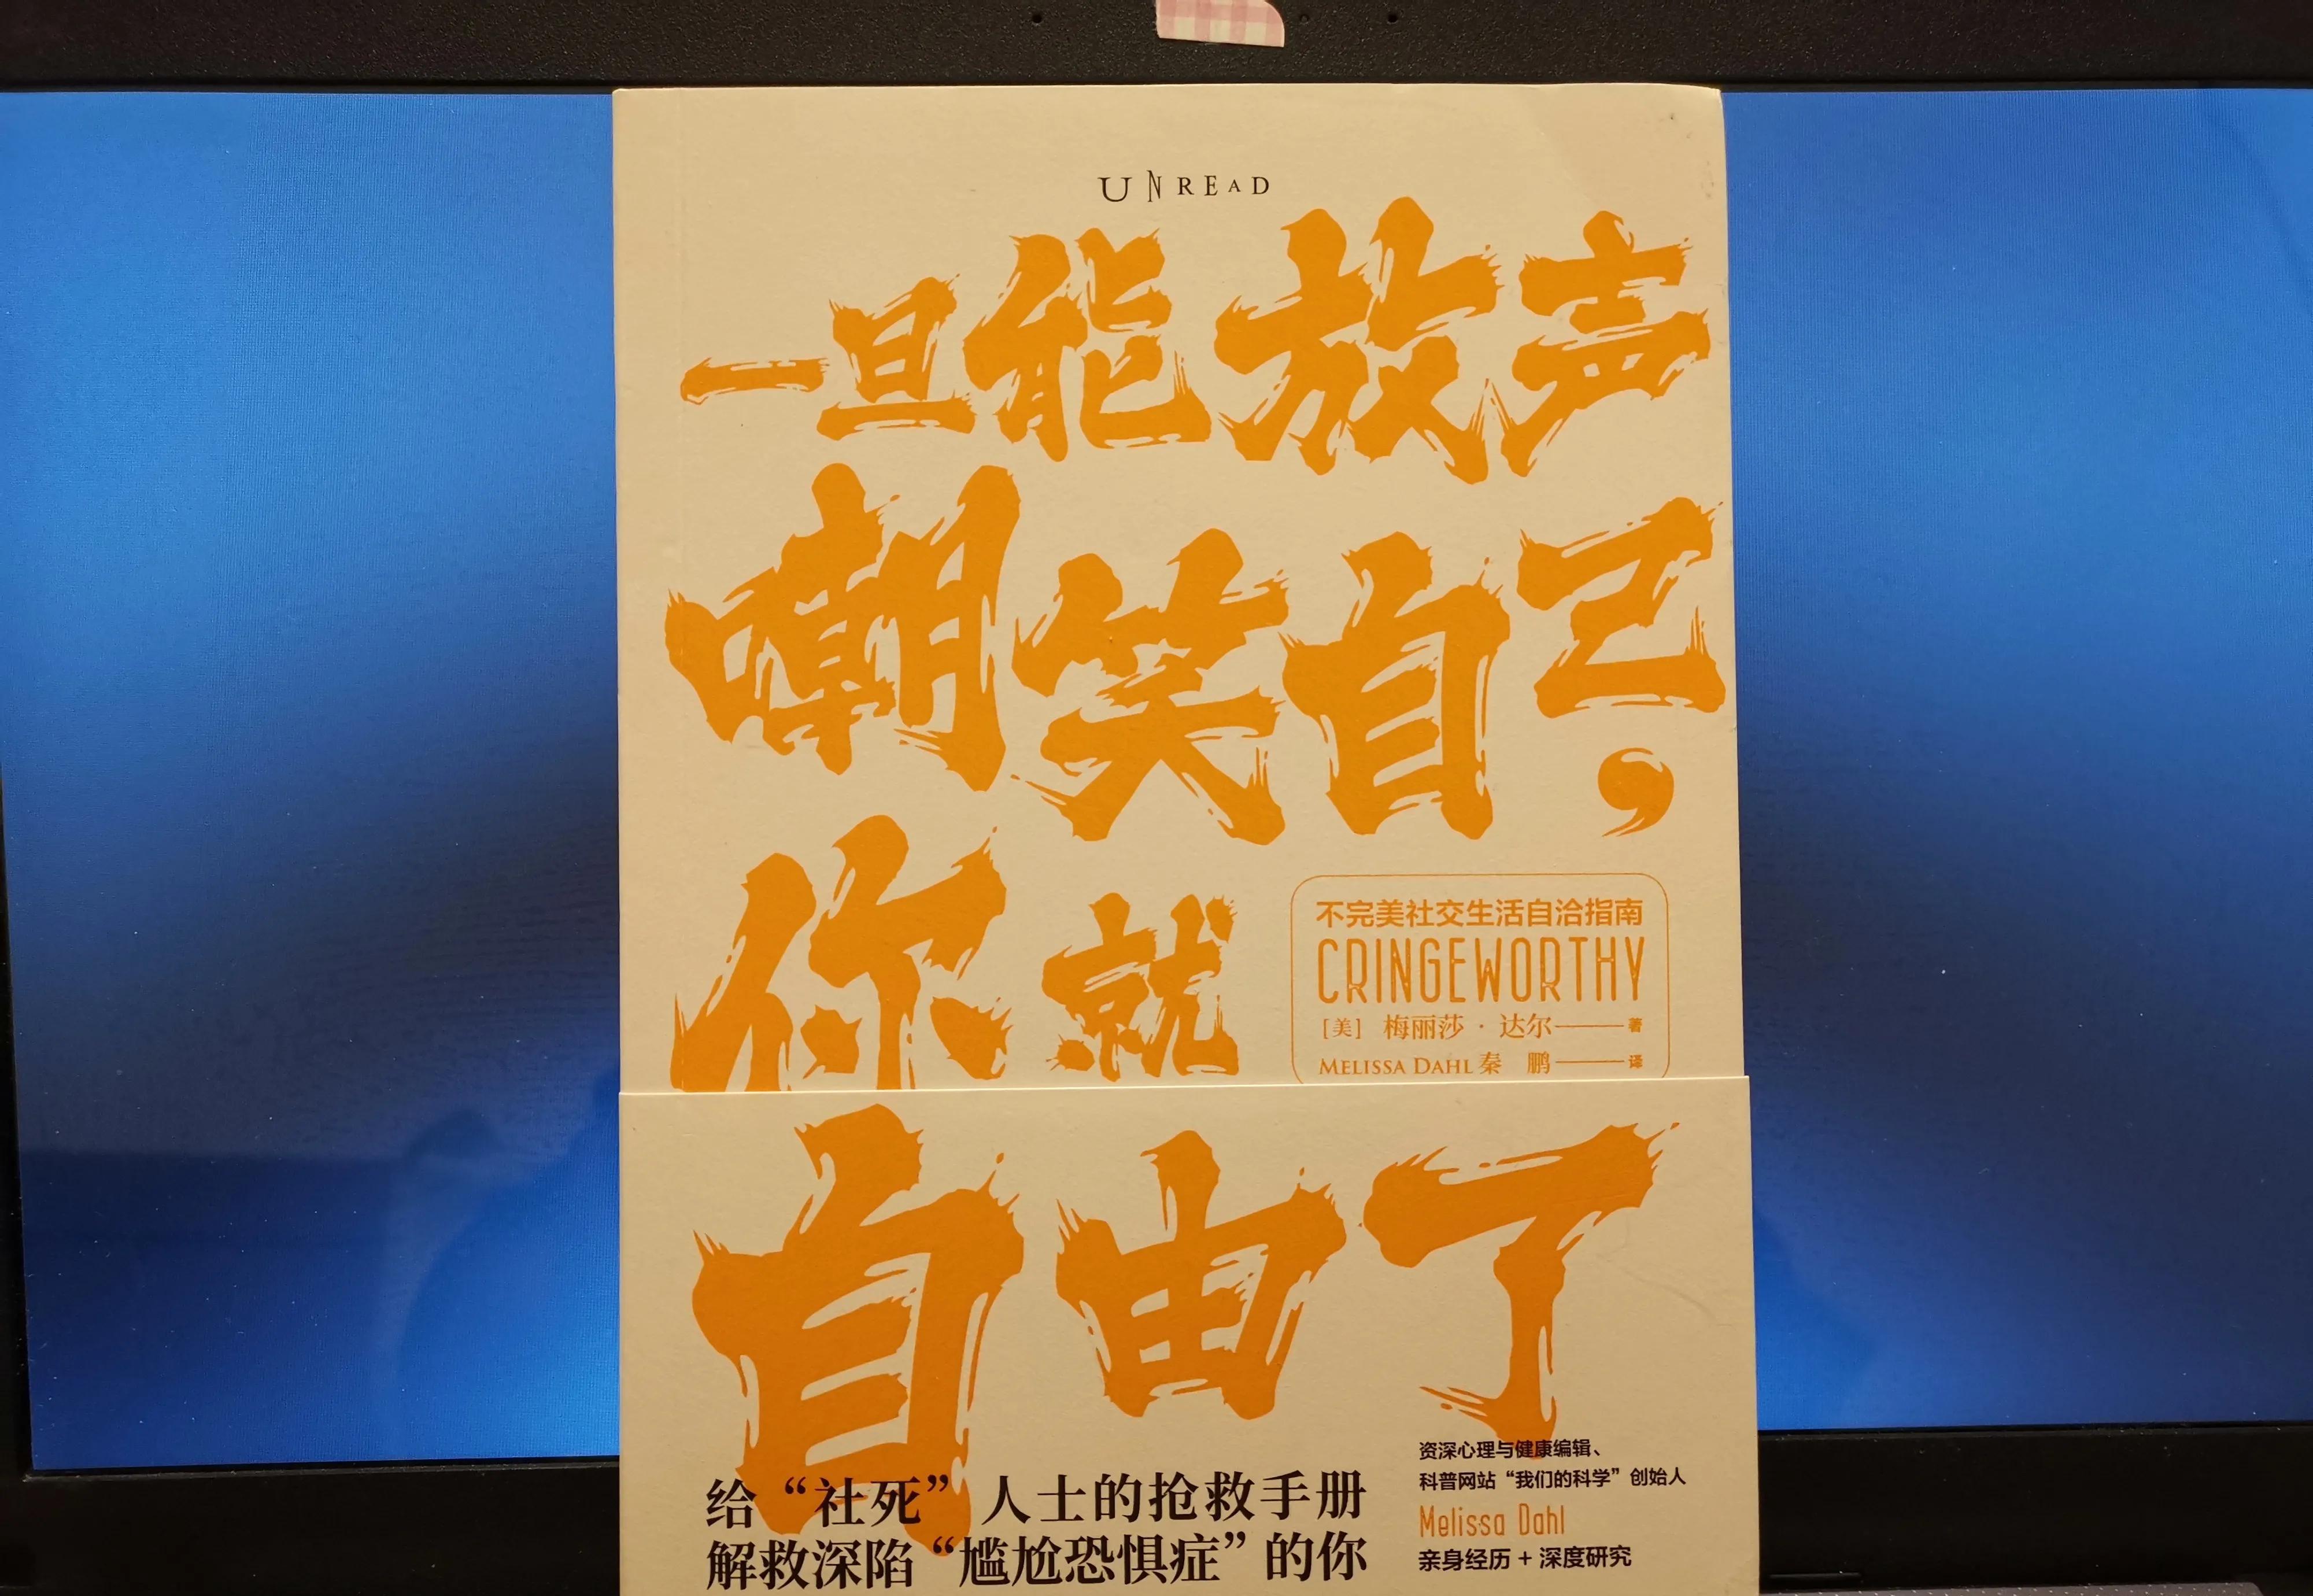 UNREAD
一旦能放声
嘲笑自己，
你就
不完美社交生活自洽指南
CRINGEWORTHY
［美］ 梅丽莎·达尔——著
MELISSA DAHL 秦 鹏——译
自由了
给“社死”人士的抢救手册
解救深陷“尴尬恐惧症”的你
资深心理与健康编辑、
科普网站“我们的科学”创始人
Melissa Dahl
亲身经历+深度研究